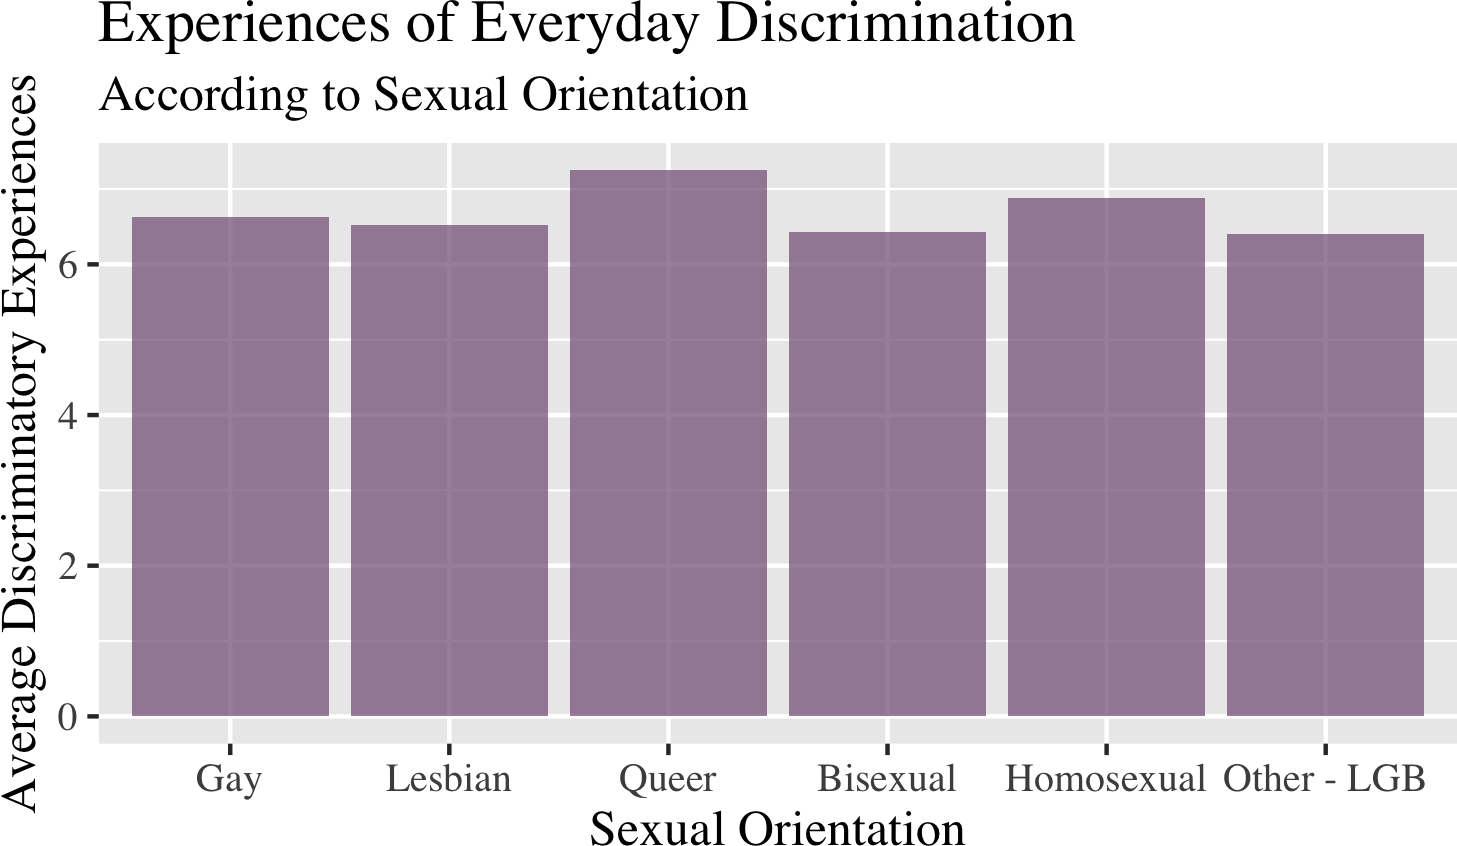 Experiences of Everyday Discrimination
According to Sexual Orientation
Average Discriminatory Experiences
6
4
2
0
Gay Lesbian Queer Bisexual Homosexual Other - LGB
Sexual Orientation